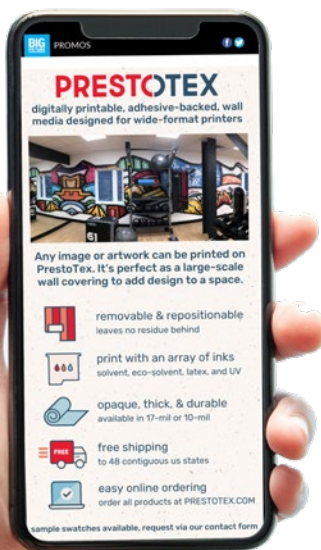 BIG PROMOS
PRESTOTEX
digitally printable, adhesive-backed, wall
media designed for wide-format printers
61
Any image or artwork can be printed on
PrestoTex. It's perfect as a large-scale
wall covering to add design to a space.
removable & repositionable
leaves no residue behind
print with an array of inks
solvent, eco-solvent, latex, and UV
opaque, thick, & durable
available in 17-mil or 10-mil
FREE
free shipping
to 48 contiguous us states
easy online ordering
order all products at PRESTOTEX.COM
sample swatches available, request via our contact form